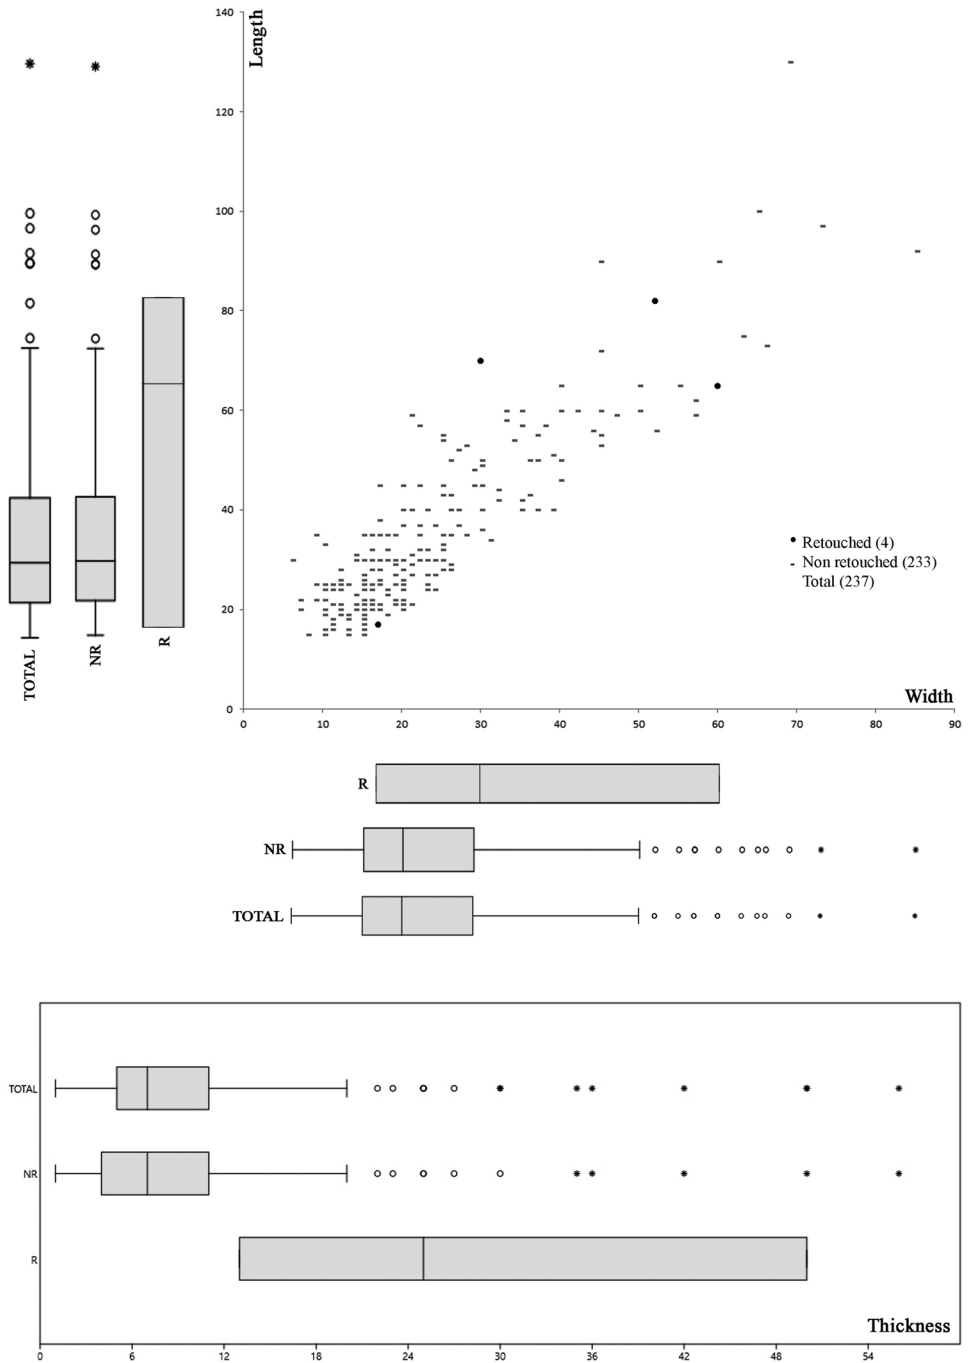 Length
140
120
100
80
60
40
20
0
Retouched (4)
Non retouched (233)
Total (237)
Width
0 10 20 30 40 50 60 70 80 90
TOTAL
NR
R
R
NR
TOTAL
TOTAL
NR
R
Thickness
0 6 12 18 24 30 36 42 48 54